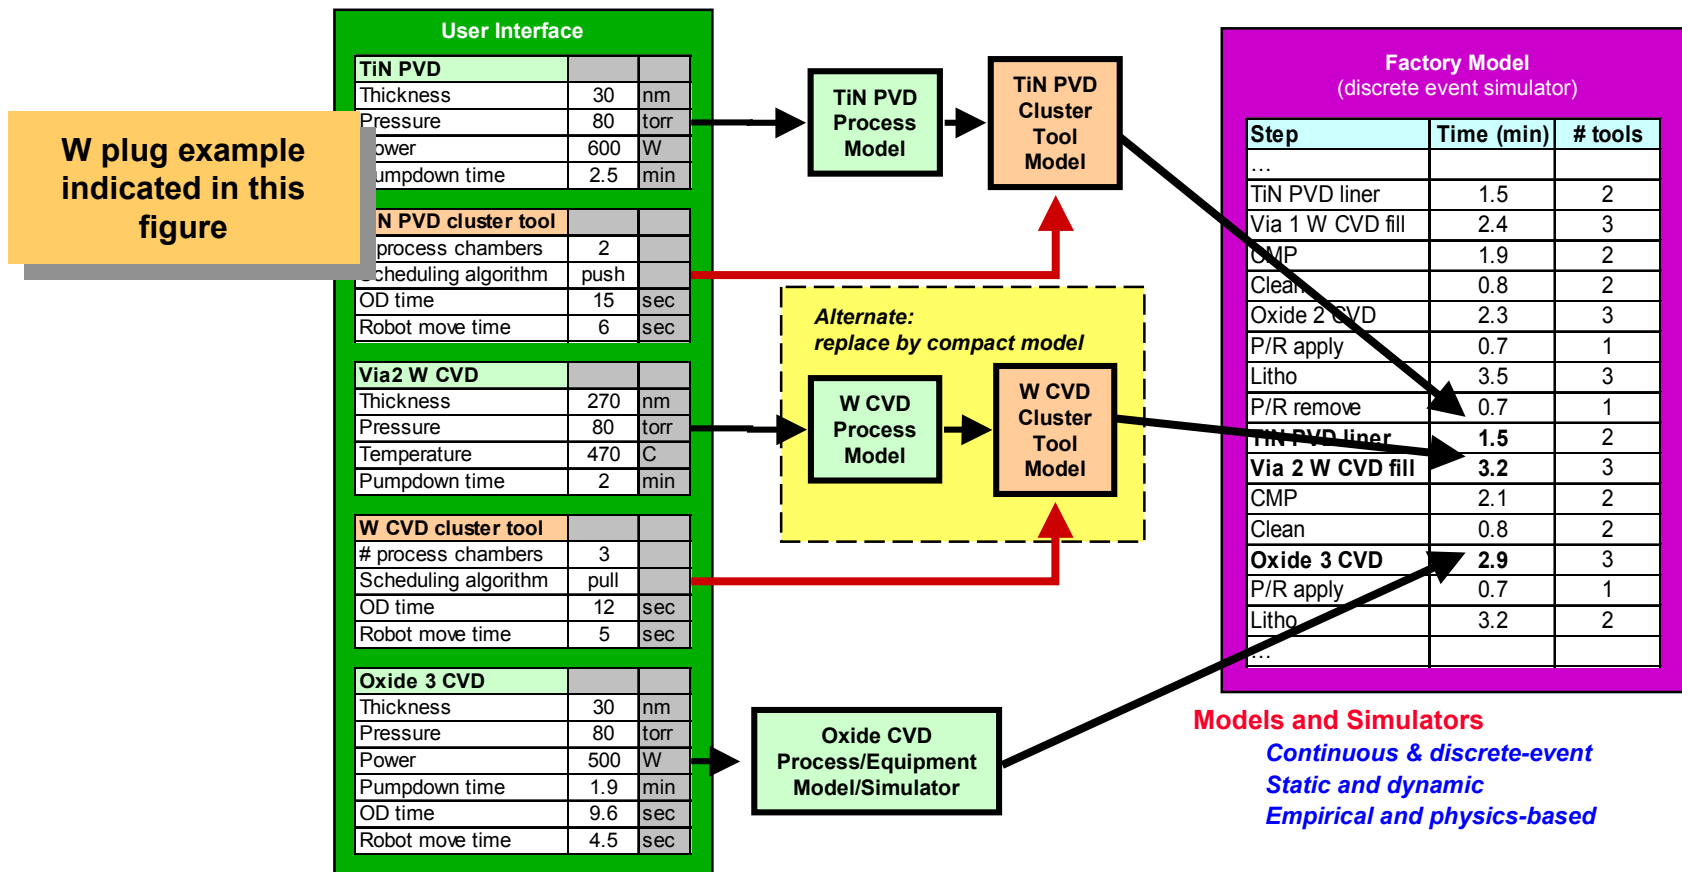 User Interface
TiN PVD
Thickness 30 nm
Pressure 80 torr
ower 600 W
umpdown time 2.5 min
N PVD cluster tool
process chambers 2
cheduling algorithm push
OD time 15 sec
Robot move time 6 sec
Via2 W CVD
Thickness 270 nm
Pressure 80 torr
Temperature 470 C
Pumpdown time 2 min
W CVD cluster tool
# process chambers 3
Scheduling algorithm pull
OD time 12 sec
Robot move time 5 sec
Oxide 3 CVD
Thickness 30 nm
Pressure 80 torr
Power 500 W
Pumpdown time 1.9 min
OD time 9.6 sec
Robot move time 4.5 sec
W plug example
indicated in this
figure
TiN PVD
Process
Model
TiN PVD
Cluster
Tool
Model
Alternate:
replace by compact model
W CVD
Process
Model
W CVD
Cluster
Tool
Model
Oxide CVD
Process/Equipment
Model/Simulator
Factory Model
(discrete event simulator)
Step Time (min) # tools
...
TiN PVD liner 1.5 2
Via 1 W CVD fill 2.4 3
CMP 1.9 2
Clean 0.8 2
Oxide 2 CVD 2.3 3
P/R apply 0.7 1
Litho 3.5 3
P/R remove 0.7 1
TiN PVD liner 1.5 2
Via 2 W CVD fill 3.2 3
CMP 2.1 2
Clean 0.8 2
Oxide 3 CVD 2.9 3
P/R apply 0.7 1
Litho 3.2 2
...
Models and Simulators
Continuous & discrete-event
Static and dynamic
Empirical and physics-based